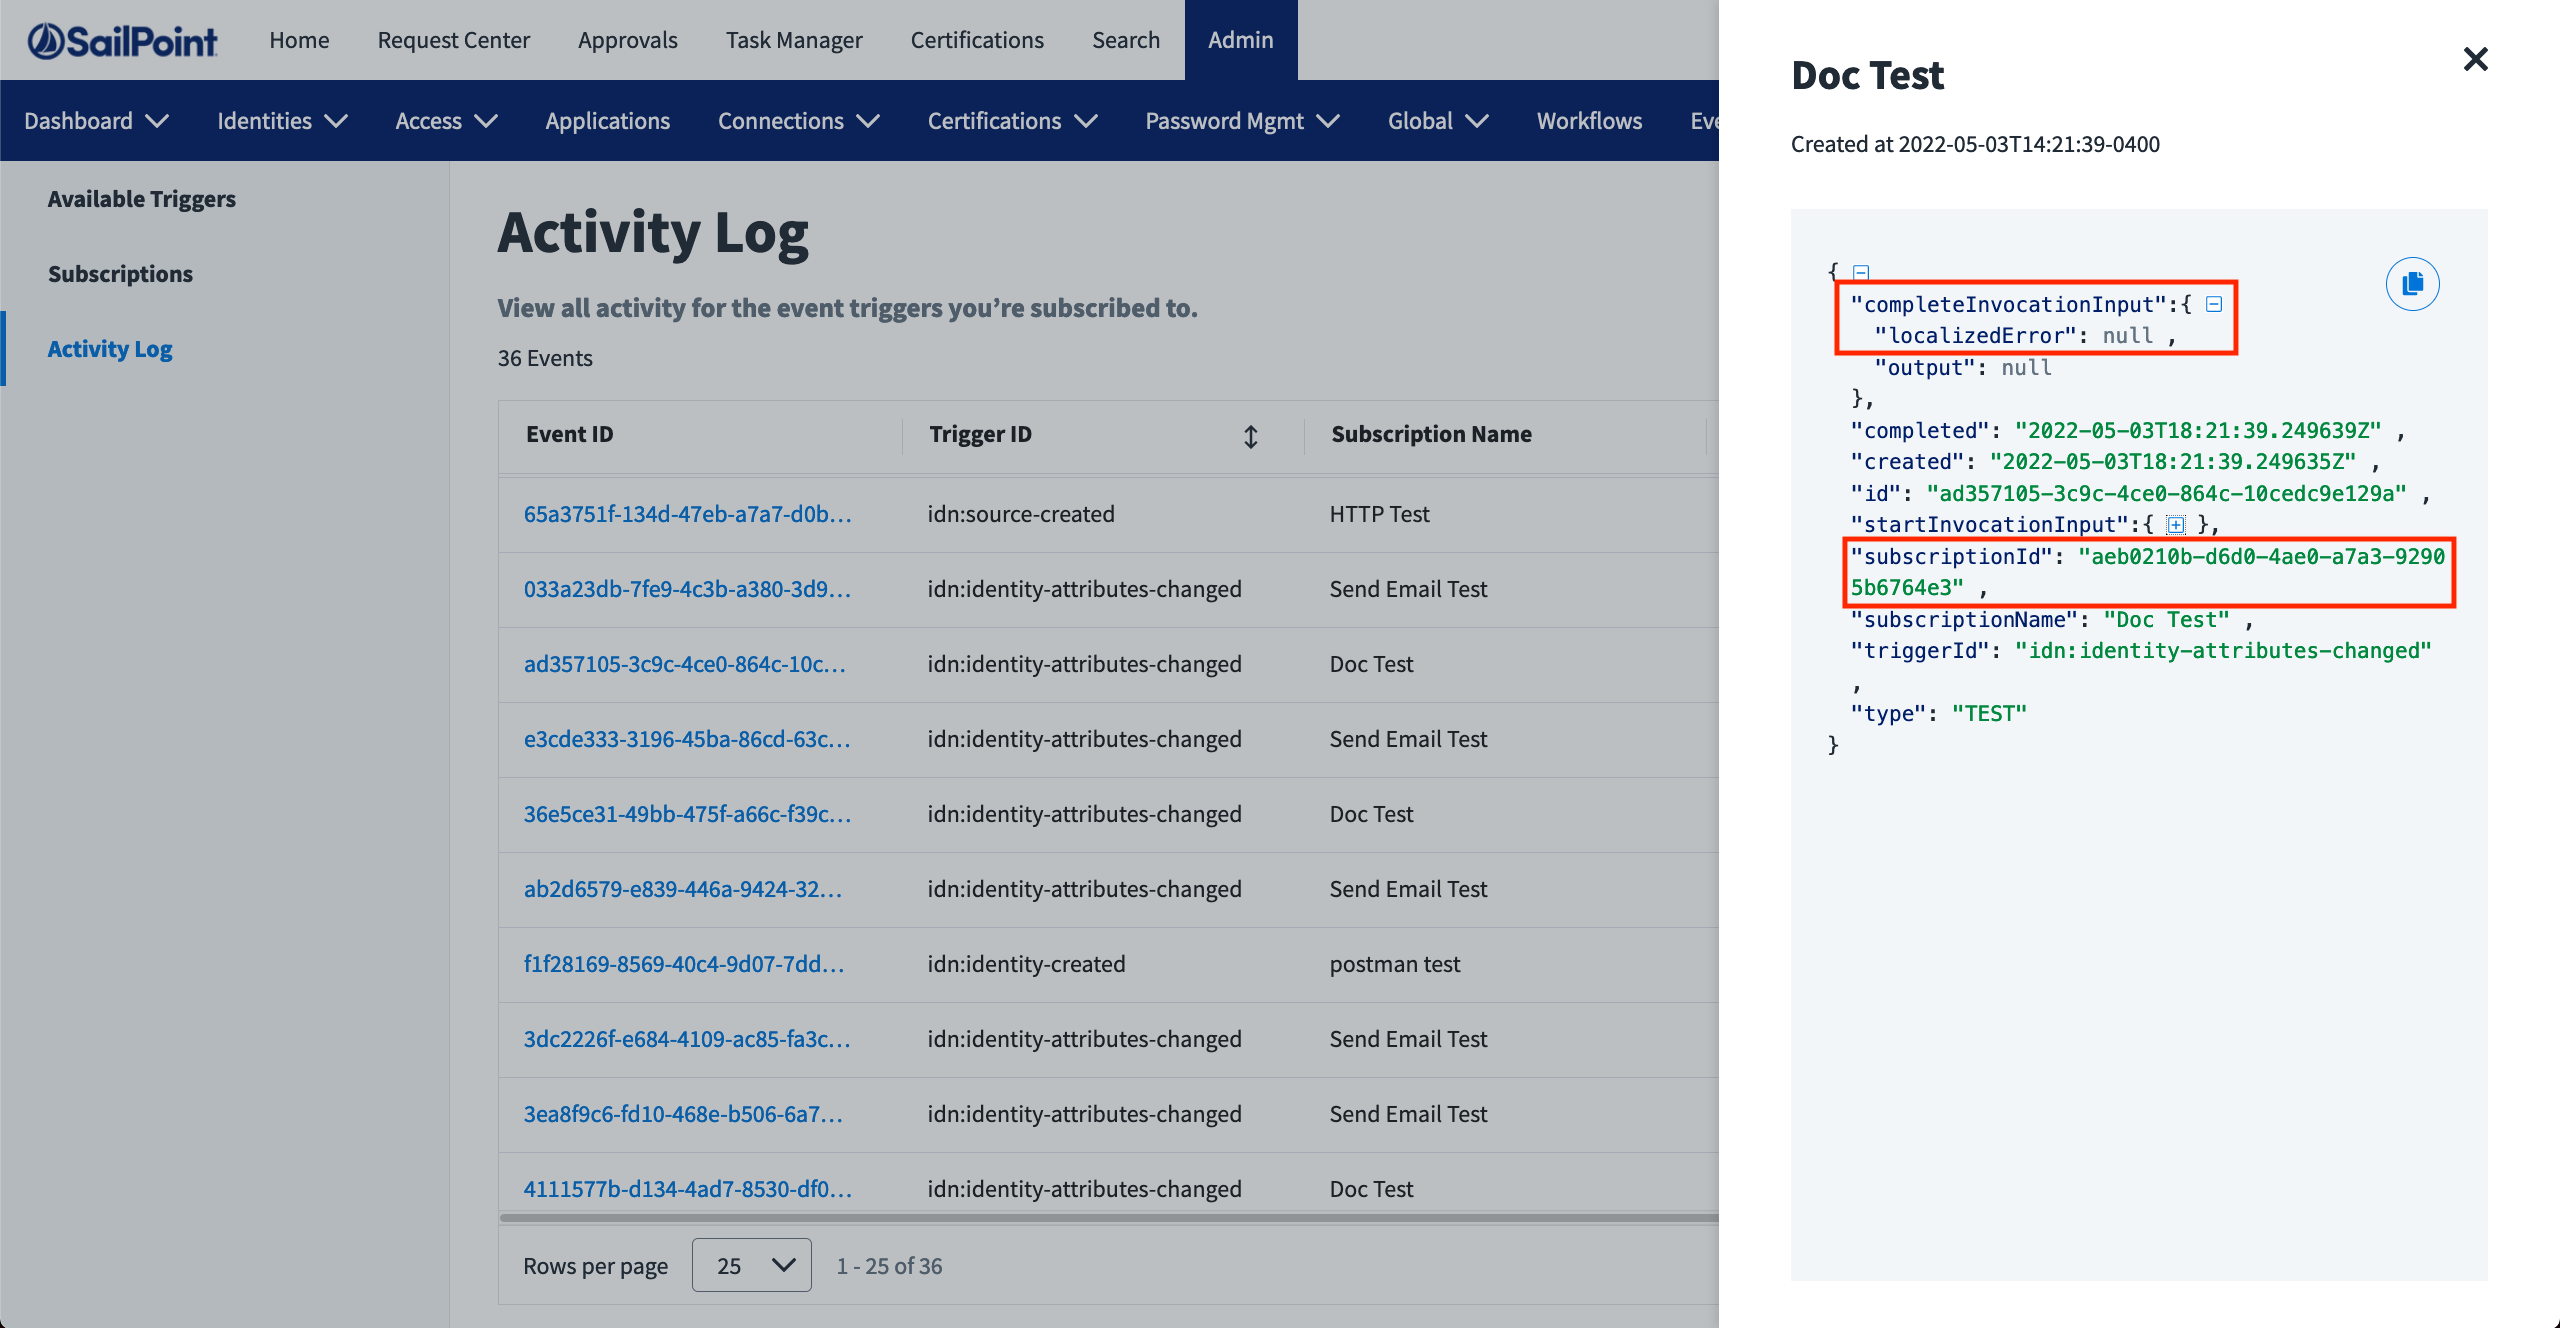 SailPoint
Home
Request Center
Approvals
Task Manager
Certifications
Search
Admin
Dashboard
Identities
Access
Applications
Connections
Certifications
Password Mgmt
Global
Workflows
Eve
Available Triggers
Subscriptions
Activity Log
Activity Log
View all activity for the event triggers you're subscribed to.
36 Events
Event ID Trigger ID Subscription Name
65a3751f-134d-47eb-a7a7-d0b... idn:source-created HTTP Test
033a23db-7fe9-4c3b-a380-3d9... idn:identity-attributes-changed Send Email Test
ad357105-3c9c-4ce0-864c-10c... idn:identity-attributes-changed Doc Test
e3cde333-3196-45ba-86cd-63c... idn:identity-attributes-changed Send Email Test
36e5ce31-49bb-475f-a66c-f39c... idn:identity-attributes-changed Doc Test
ab2d6579-e839-446a-9424-32... idn:identity-attributes-changed Send Email Test
f1f28169-8569-40c4-9d07-7dd... idn:identity-created postman test
3dc2226f-e684-4109-ac85-fa3c... idn:identity-attributes-changed Send Email Test
3ea8f9c6-fd10-468e-b506-6a7... idn:identity-attributes-changed Send Email Test
4111577b-d134-4ad7-8530-df0... idn:identity-attributes-changed Doc Test
Rows per page 25 1 - 25 of 36
Doc Test
Created at 2022-05-03T14:21:39-0400
{
"completeInvocationInput":{
"localizedError": null ,
"output": null
},
"completed": "2022-05-03T18:21:39.249639Z" ,
"created": "2022-05-03T18:21:39.249635Z" ,
"id": "ad357105-3c9c-4ce0-864c-10cedc9e129a" ,
"startInvocationInput":{ },
"subscriptionId": "aeb0210b-d6d0-4ae0-a7a3-9290
5b6764e3" ,
"subscriptionName": "Doc Test" ,
"triggerId": "idn:identity-attributes-changed"
,
"type": "TEST"
}